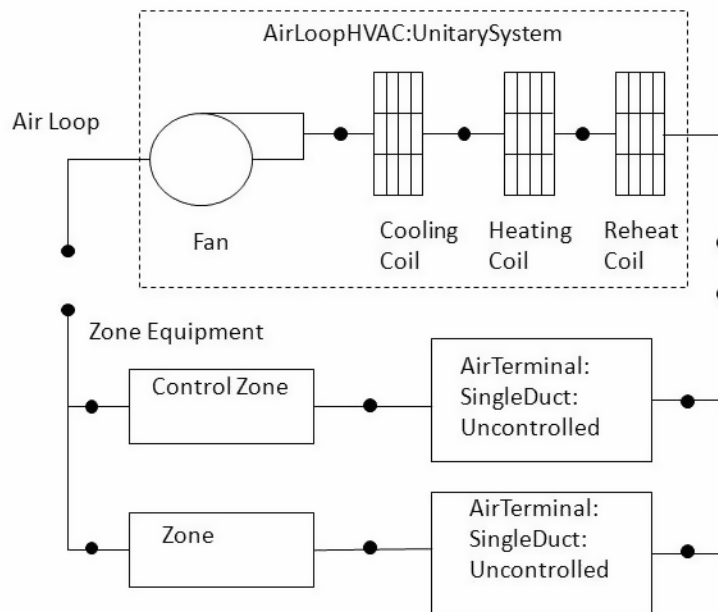 AirLoopHVAC:UnitarySystem
Air Loop
Fan
Cooling
Coil
Heating
Coil
Reheat
Coil
Zone Equipment
Control Zone
AirTerminal:
SingleDuct:
Uncontrolled
Zone
AirTerminal:
SingleDuct:
Uncontrolled